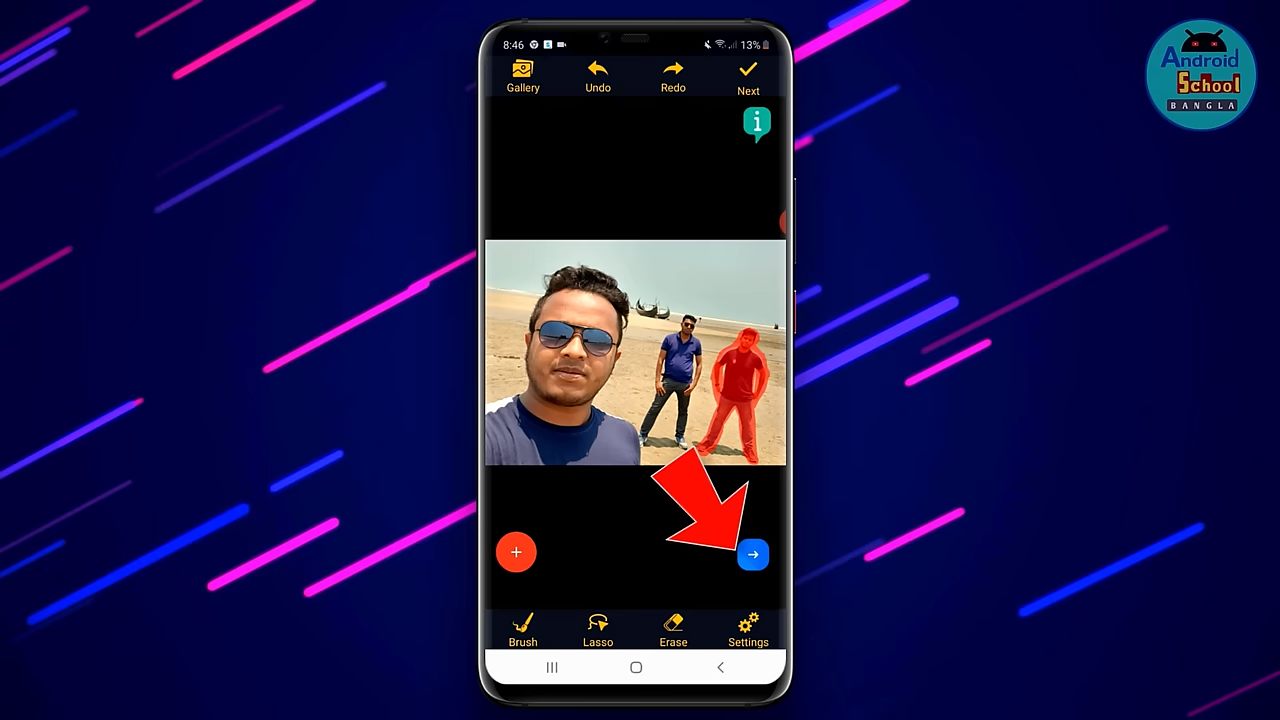 8:46
13%
Gallery
Undo
Redo
Next
i
Android
School
BANGLA
Brush
Lasso
Erase
Settings